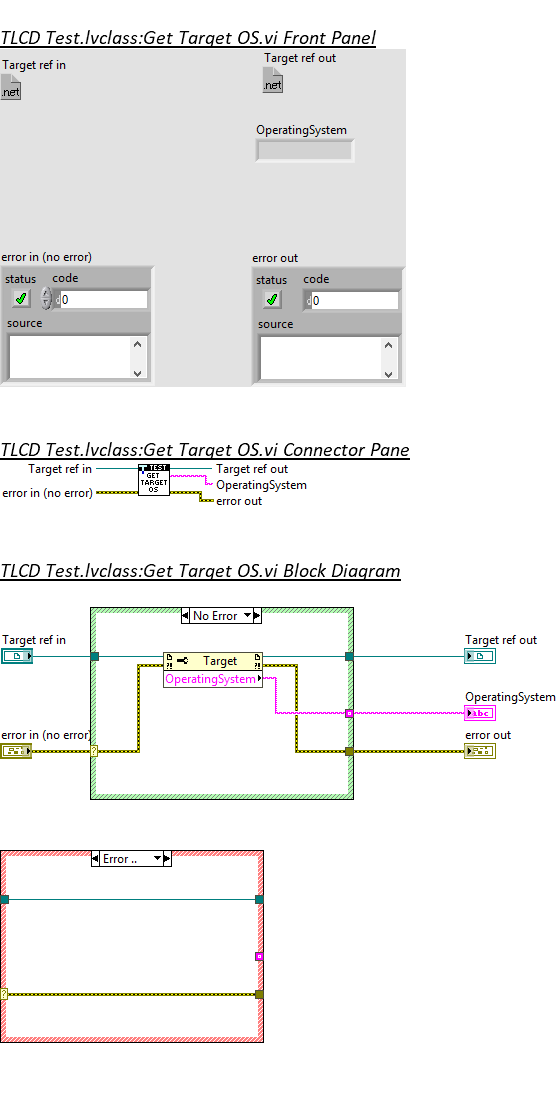 TLCD Test.lvclass:Get Target OS.vi Front Panel
Target ref in
Target ref out
.net
.net
OperatingSystem
error in (no error)
error out
status code
status code
0
0
source
source
TLCD Test.lvclass:Get Target OS.vi Connector Pane
Target ref in
TEST
Target ref out
GET
TARGET
OS
OperatingSystem
error in (no error)
error out
TLCD Test.lvclass:Get Target OS.vi Block Diagram
No Error
Target ref in
Target ref out
Target
OperatingSystem
OperatingSystem
abc
error in (no error)
error out
?
Error ..
?